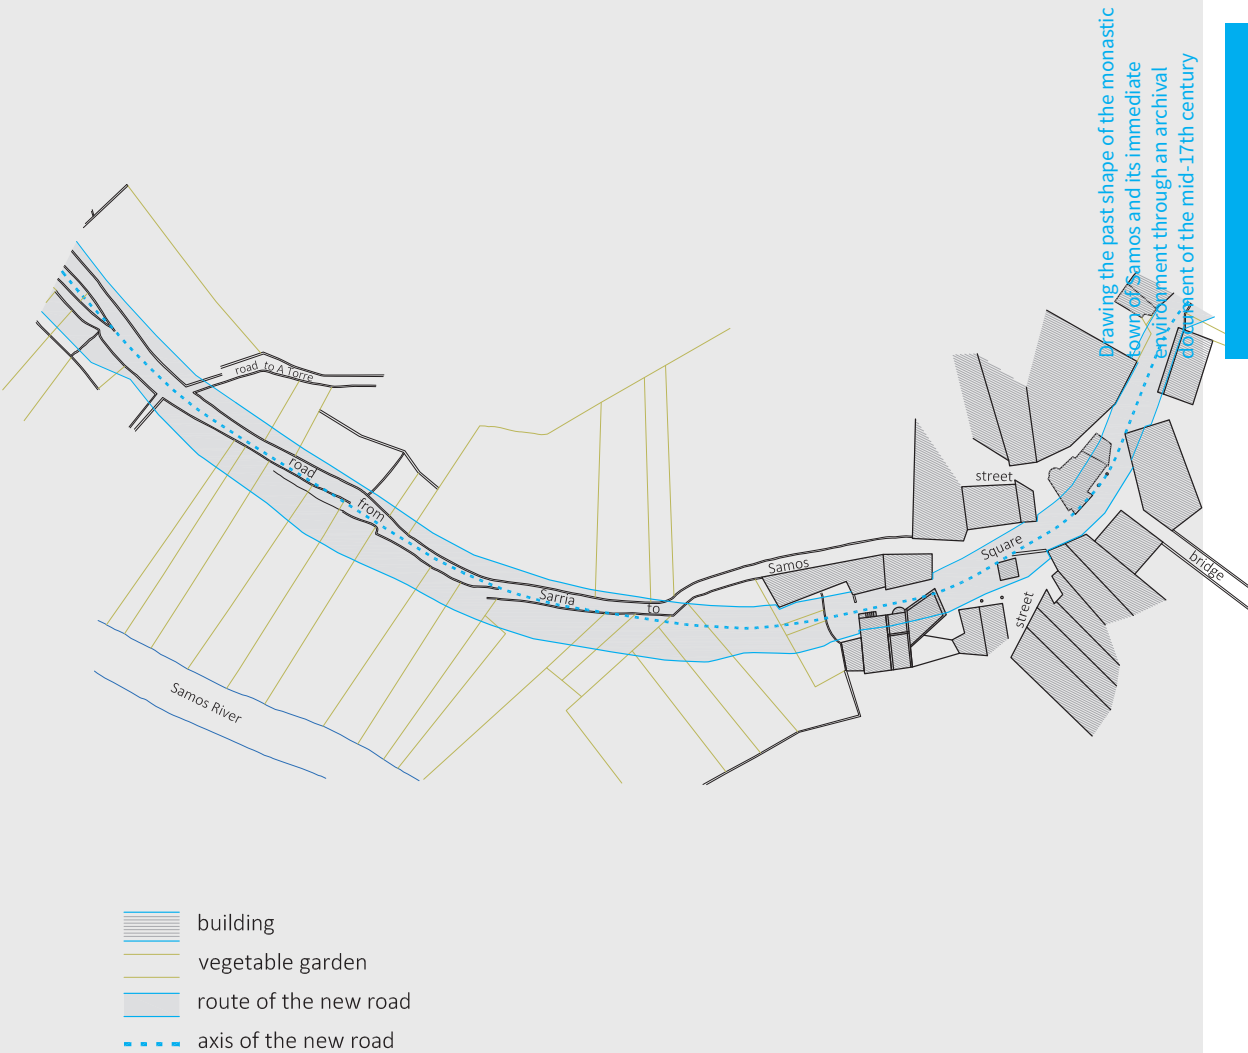 Drawing the past shape of the monastic
town of Samos and its immediate
environment through an archival
document of the mid-17th century
road to A Torre
road
from
Sarria
to
Samos
street
Square
bridge
street
Samos River
building
vegetable garden
route of the new road
axis of the new road